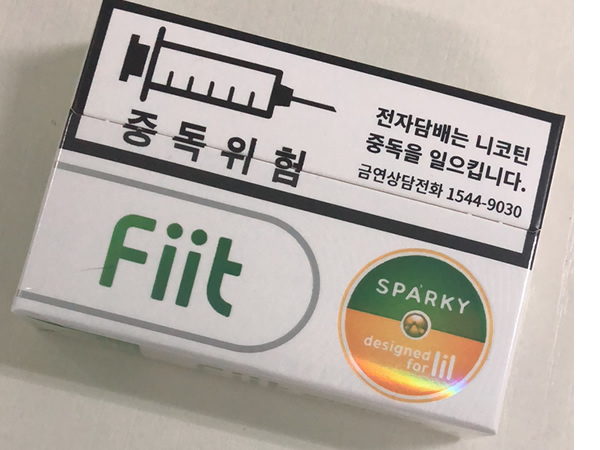 중독위험
전자담배는 니코틴
중독을 일으킵니다.
금연상담전화 1544-9030
Fiit
SPARKY
designed
for lil